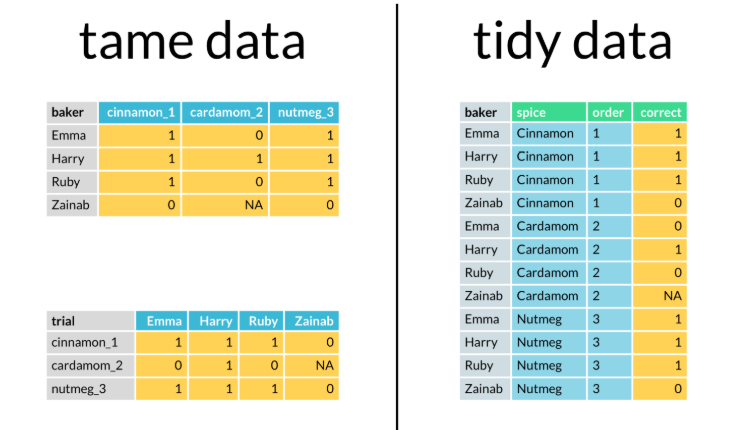 tame data
baker cinnamon_1 cardamom_2 nutmeg_3
Emma 1 0 1
Harry 1 1 1
Ruby 1 0 1
Zainab 0 NA 0
trial Emma Harry Ruby Zainab
cinnamon_1 1 1 1 0
cardamom_2 0 1 0 NA
nutmeg_3 1 1 1 0
tidy data
baker spice order correct
Emma Cinnamon 1 1
Harry Cinnamon 1 1
Ruby Cinnamon 1 1
Zainab Cinnamon 1 0
Emma Cardamom 2 0
Harry Cardamom 2 1
Ruby Cardamom 2 0
Zainab Cardamom 2 NA
Emma Nutmeg 3 1
Harry Nutmeg 3 1
Ruby Nutmeg 3 1
Zainab Nutmeg 3 0